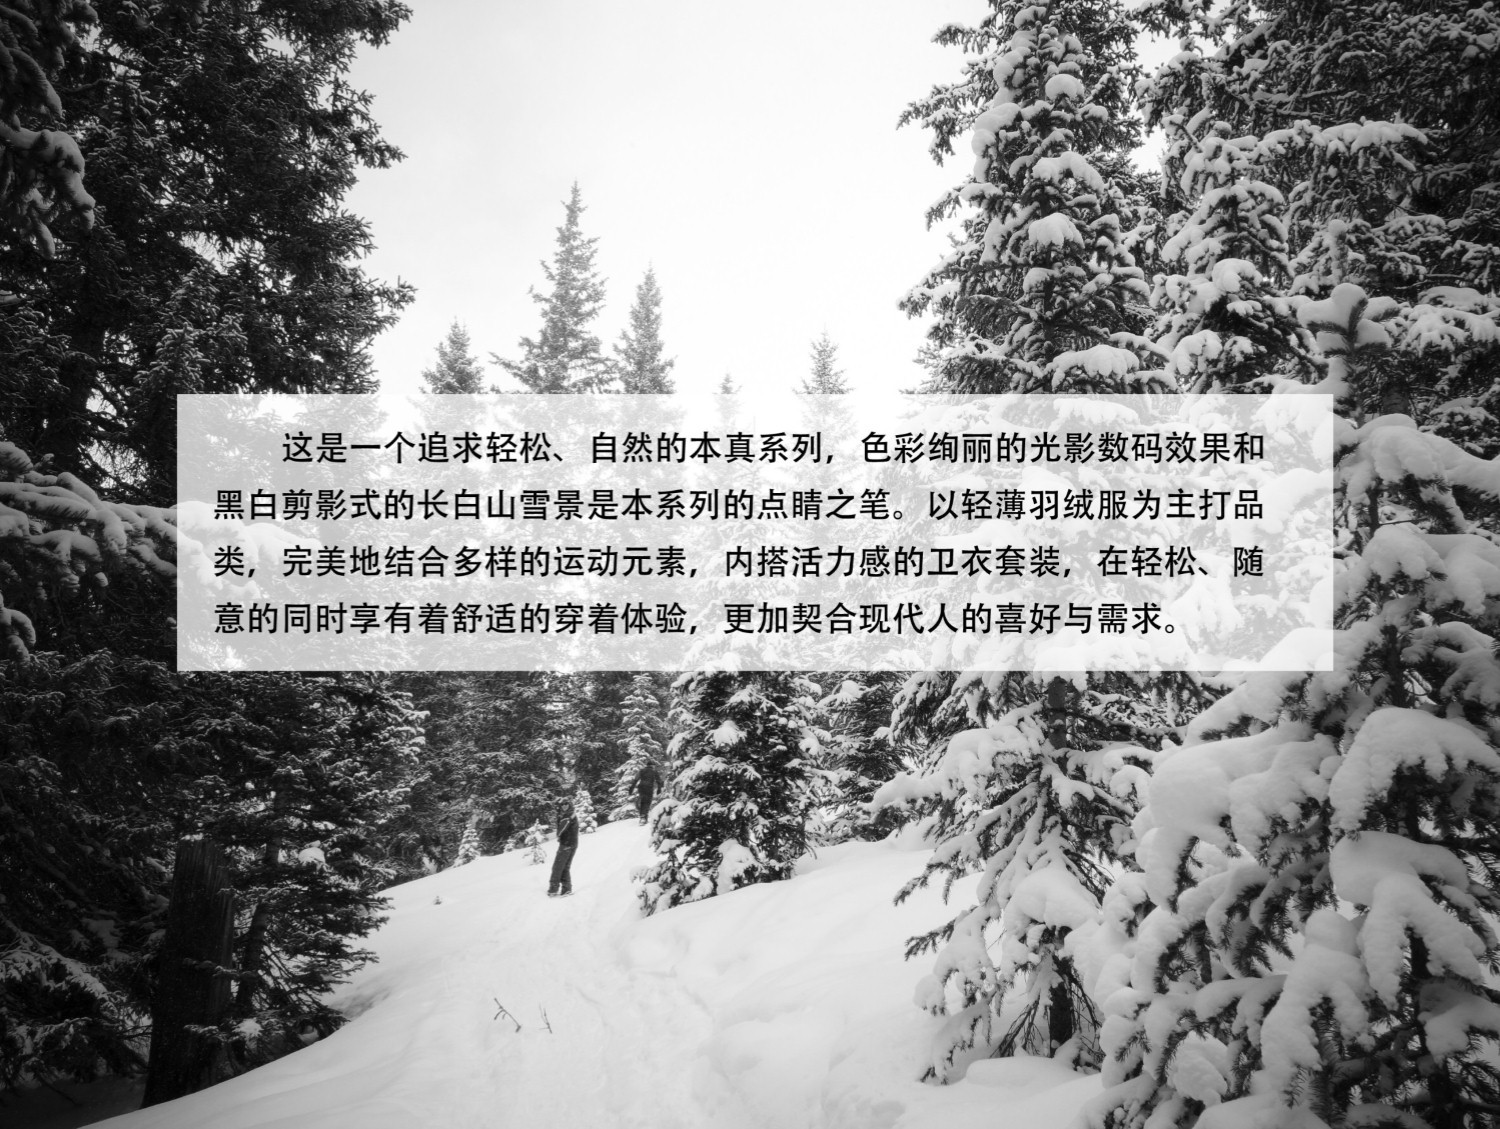 这是一个追求轻松、自然的本真系列，色彩绚丽的光影数码效果和
黑白剪影式的长白山雪景是本系列的点睛之笔。以轻薄羽绒服为主打品
类，完美地结合多样的运动元素，内搭活力感的卫衣套装，在轻松、随
意的同时享有着舒适的穿着体验，更加契合现代人的喜好与需求。